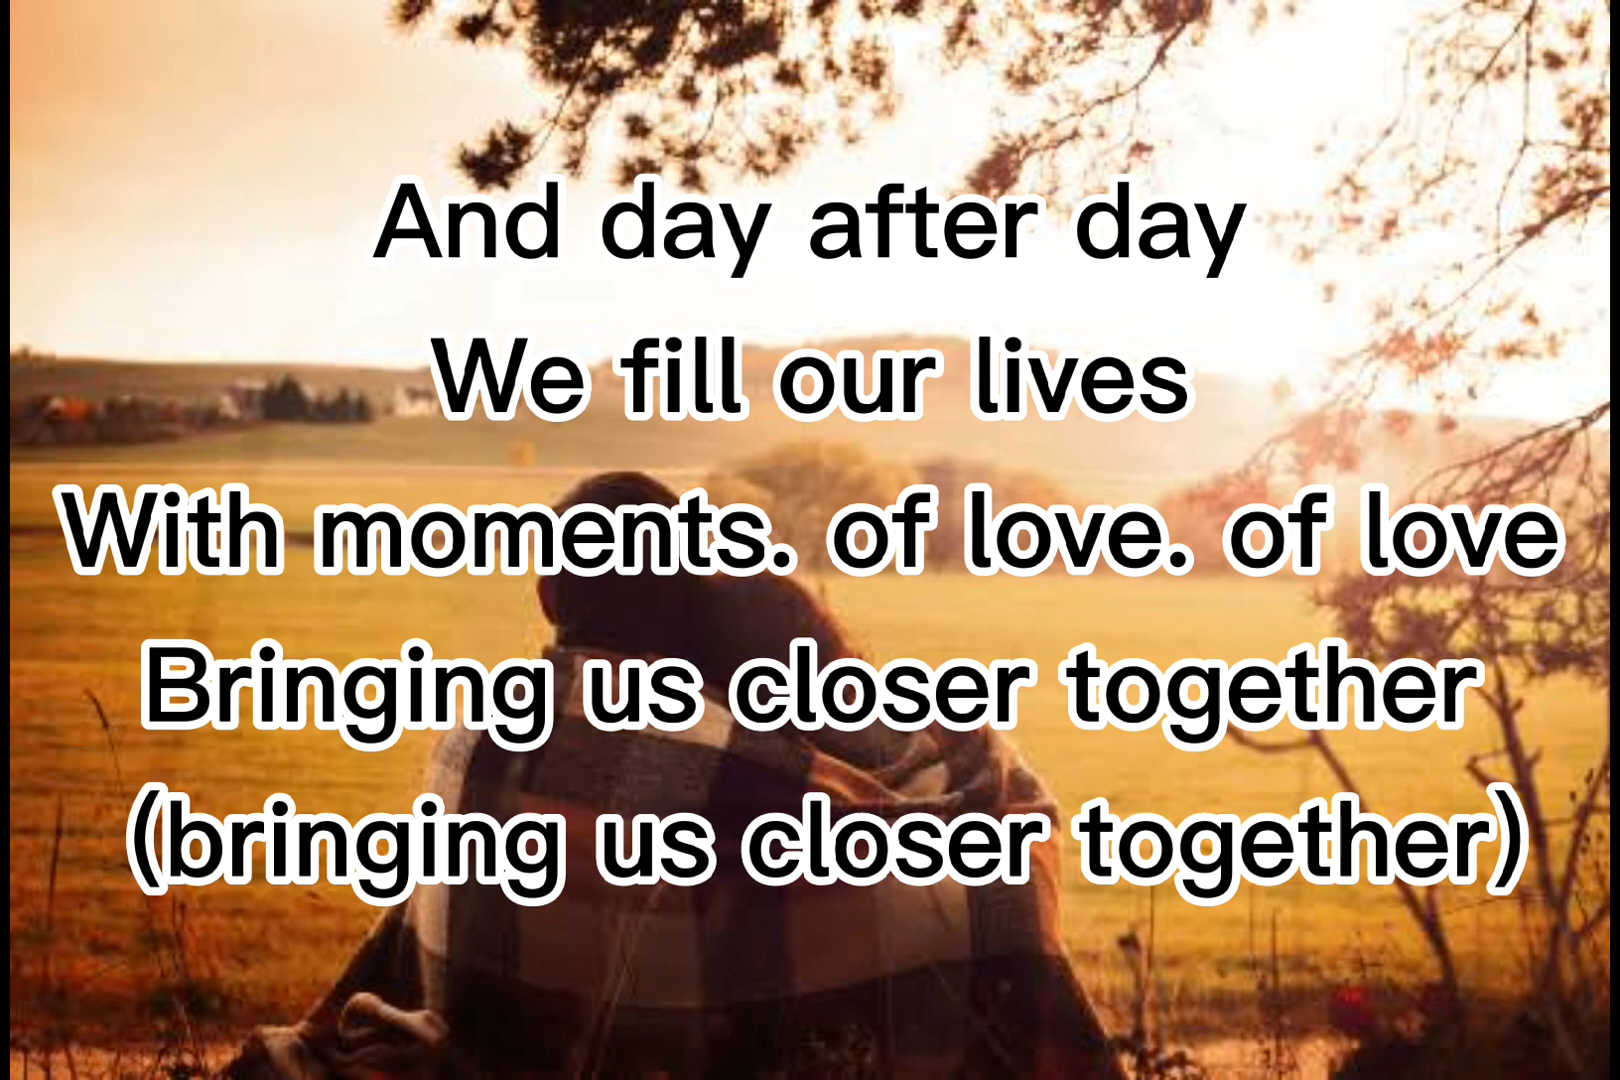 And day after day
We fill our lives
With moments. of love. of love
Bringing us closer together
(bringing us closer together)